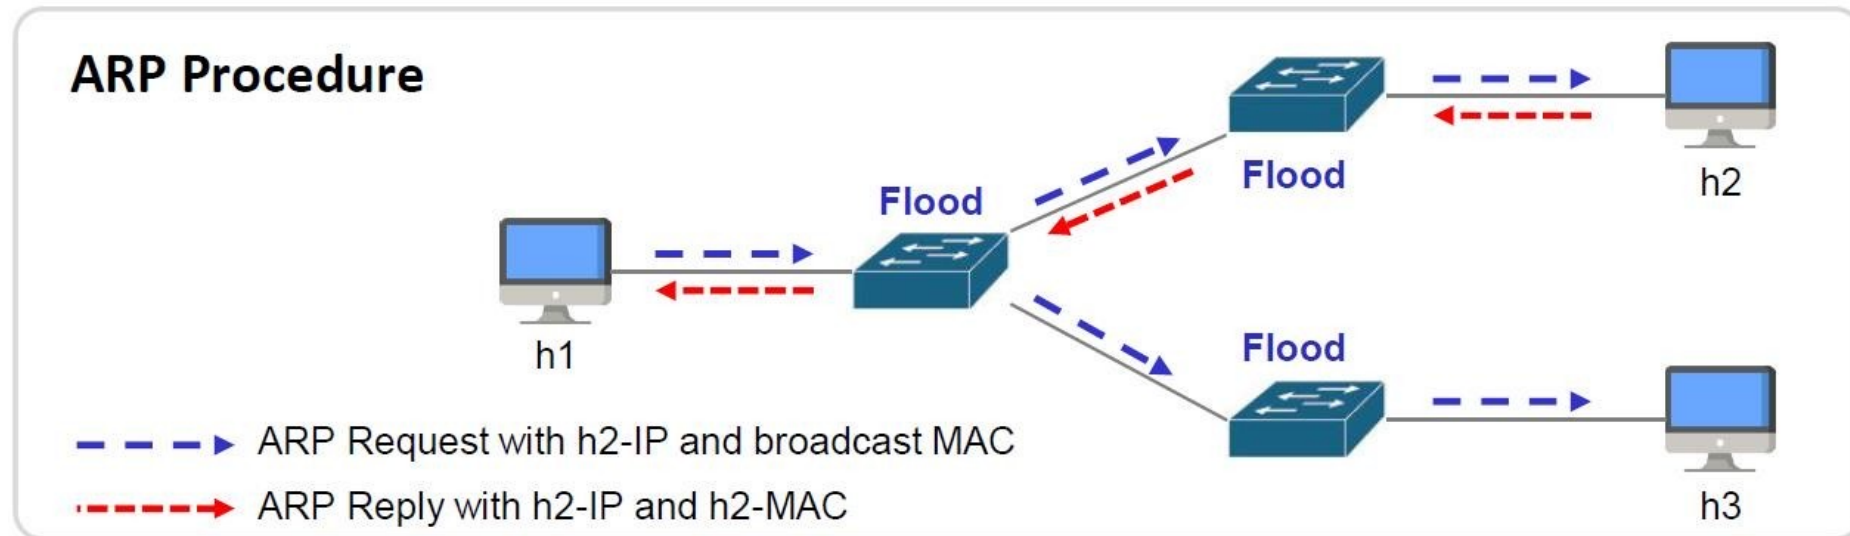 ARP Procedure
Flood
Flood
h2
h1
Flood
h3
ARP Request with h2-IP and broadcast MAC
ARP Reply with h2-IP and h2-MAC